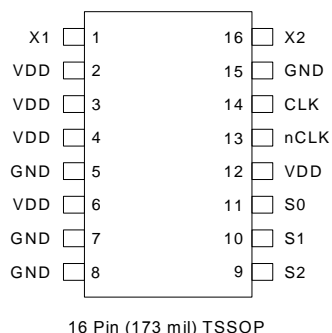 X1 1 16 X2
VDD 2 15 GND
VDD 3 14 CLK
VDD 4 13 nCLK
GND 5 12 VDD
VDD 6 11 S0
GND 7 10 S1
GND 8 9 S2
16 Pin (173 mil) TSSOP